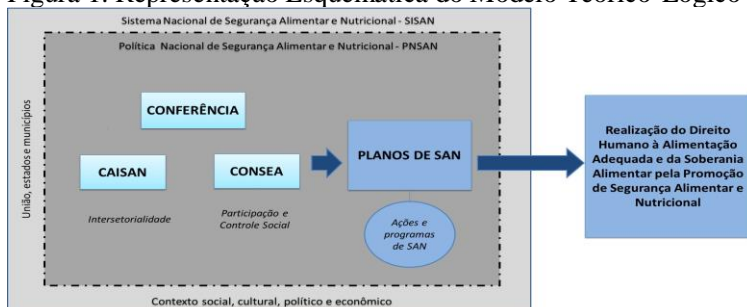 Figura 1. Representação Esquemática do Modelo Teórico-Lógico
Sistema Nacional de Segurança Alimentar e Nutricional - SISAN
Política Nacional de Segurança Alimentar e Nutricional - PNSAN
União, estados e municípios
CONFERÊNCIA
CAISAN
CONSEA
Intersetorialidade
Participação e
Controle Social
PLANOS DE SAN
Ações e
programas
de SAN
Realização do Direito
Humano à Alimentação
Adequada e da Soberania
Alimentar pela Promoção
de Segurança Alimentar e
Nutricional
Contexto social, cultural, político e econômico